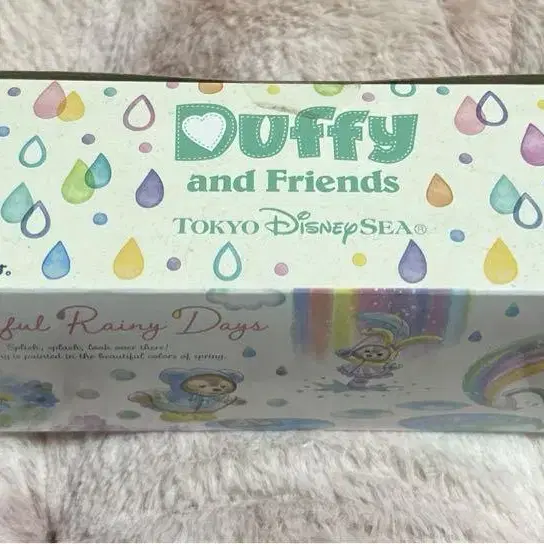 Duffy
and Friends
TOKYO DISNEYSEA®
ful Rainy Days
Splish, splash, look over there!
is painted in the beautiful colors of spring.